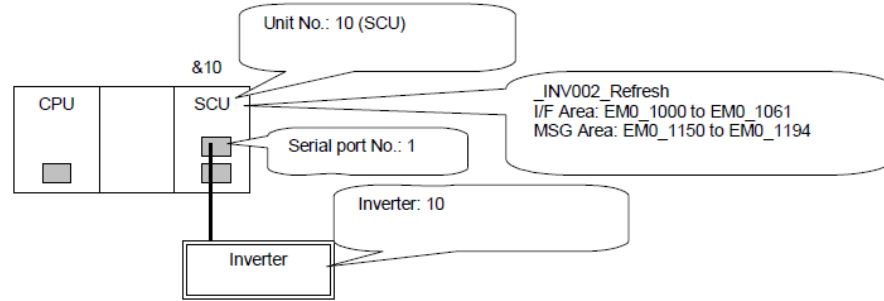 Unit No.: 10 (SCU)
&10
CPU
SCU
_INV002_Refresh
I/F Area: EM0_1000 to EM0_1061
MSG Area: EM0_1150 to EM0_1194
Serial port No.: 1
Inverter: 10
Inverter